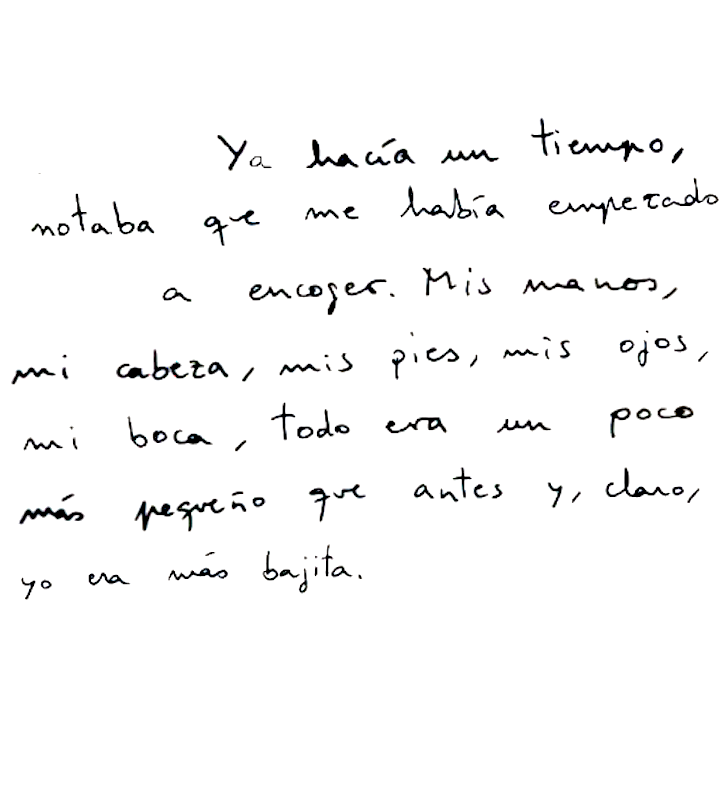 Ya hacía un tiempo,
notaba que me había empezado
a encoger. Mis manos,
mi cabeza, mis pies, mis ojos,
mi boca, todo era un poco
más pequeño que antes y, claro,
yo era más bajita.